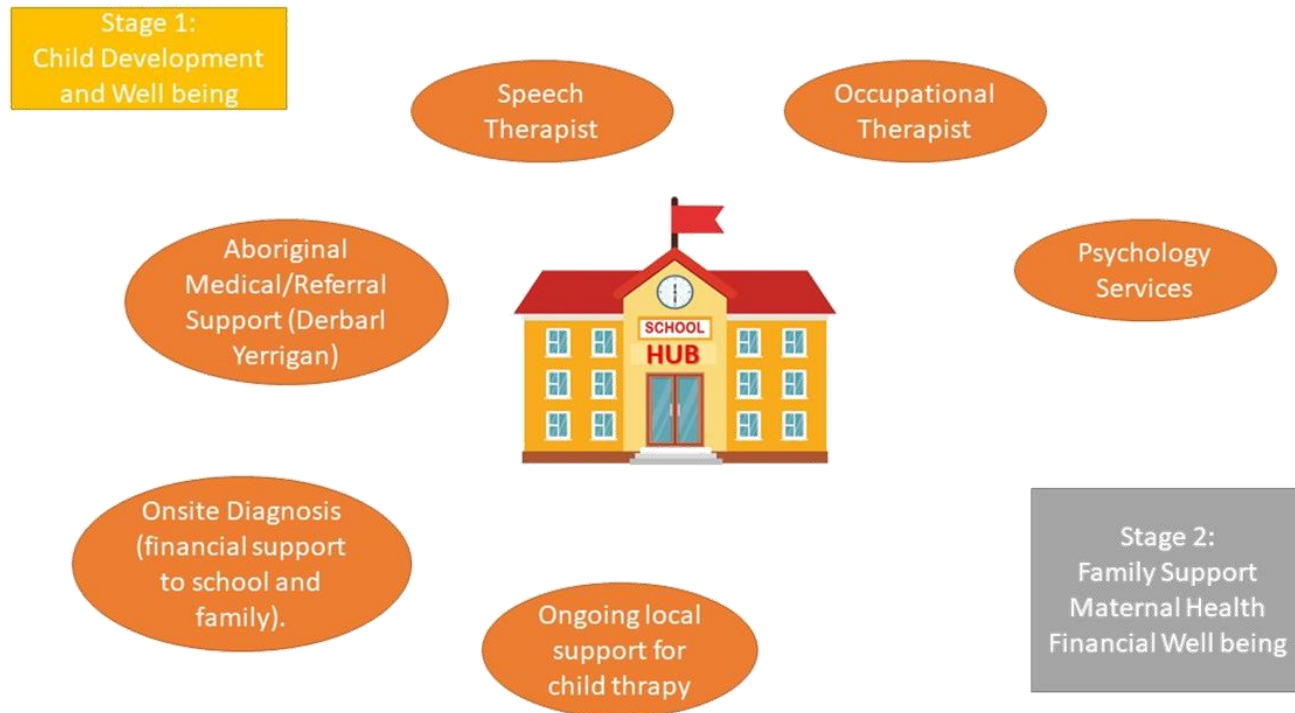 Stage 1:
Child Development
and Well being
Speech
Therapist
Occupational
Therapist
Aboriginal
Medical/Referral
Support (Derbarl
Yerrigan)
Psychology
Services
SCHOOL
HUB
Onsite Diagnosis
(financial support
to school and
family).
Ongoing local
support for
child thrapy
Stage 2:
Family Support
Maternal Health
Financial Well being